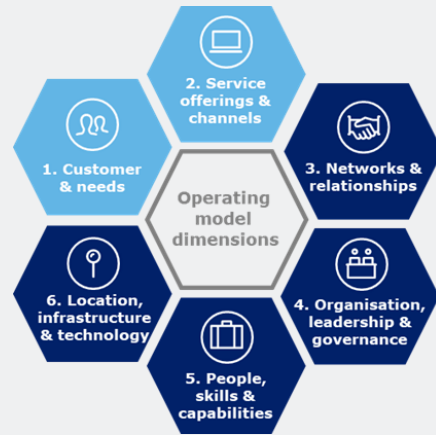 2. Service
offerings &
channels
1. Customer
& needs
3. Networks &
relationships
Operating
model
dimensions
6. Location,
infrastructure
& technology
4. Organisation,
leadership &
governance
5. People,
skills &
capabilities